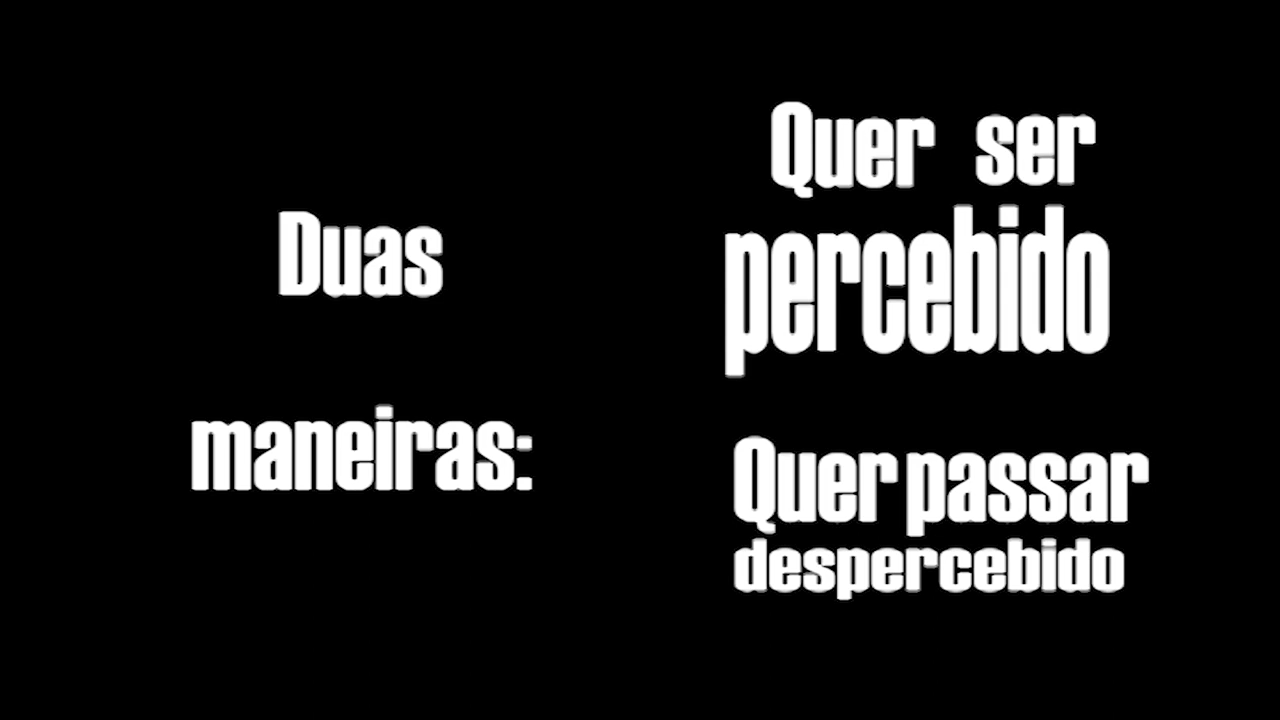 Duas
maneiras:
Quer ser
percebido
Quer passar
despercebido